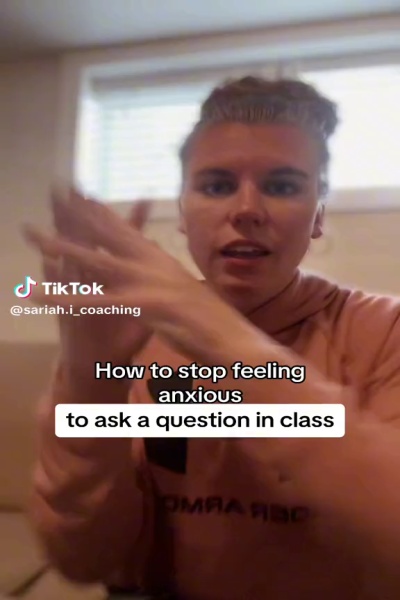 TikTok
@sariah.i_coaching
How to stop feeling
anxious
to ask a question in class